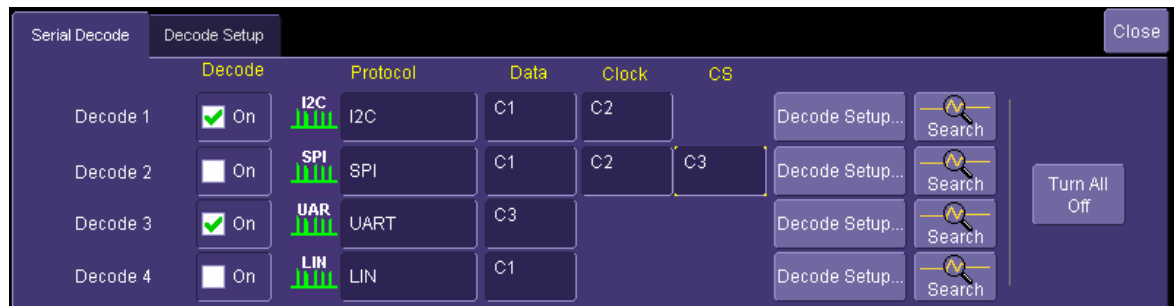 Serial Decode Decode Setup Close
Decode Protocol Data Clock CS
Decode 1 On I2C I2C C1 C2 Decode Setup... Search
Decode 2 On SPI SPI C1 C2 C3 Decode Setup... Search
Decode 3 On UAR UART C3 Decode Setup... Search
Decode 4 On LIN LIN C1 Decode Setup... Search
Turn All
Off